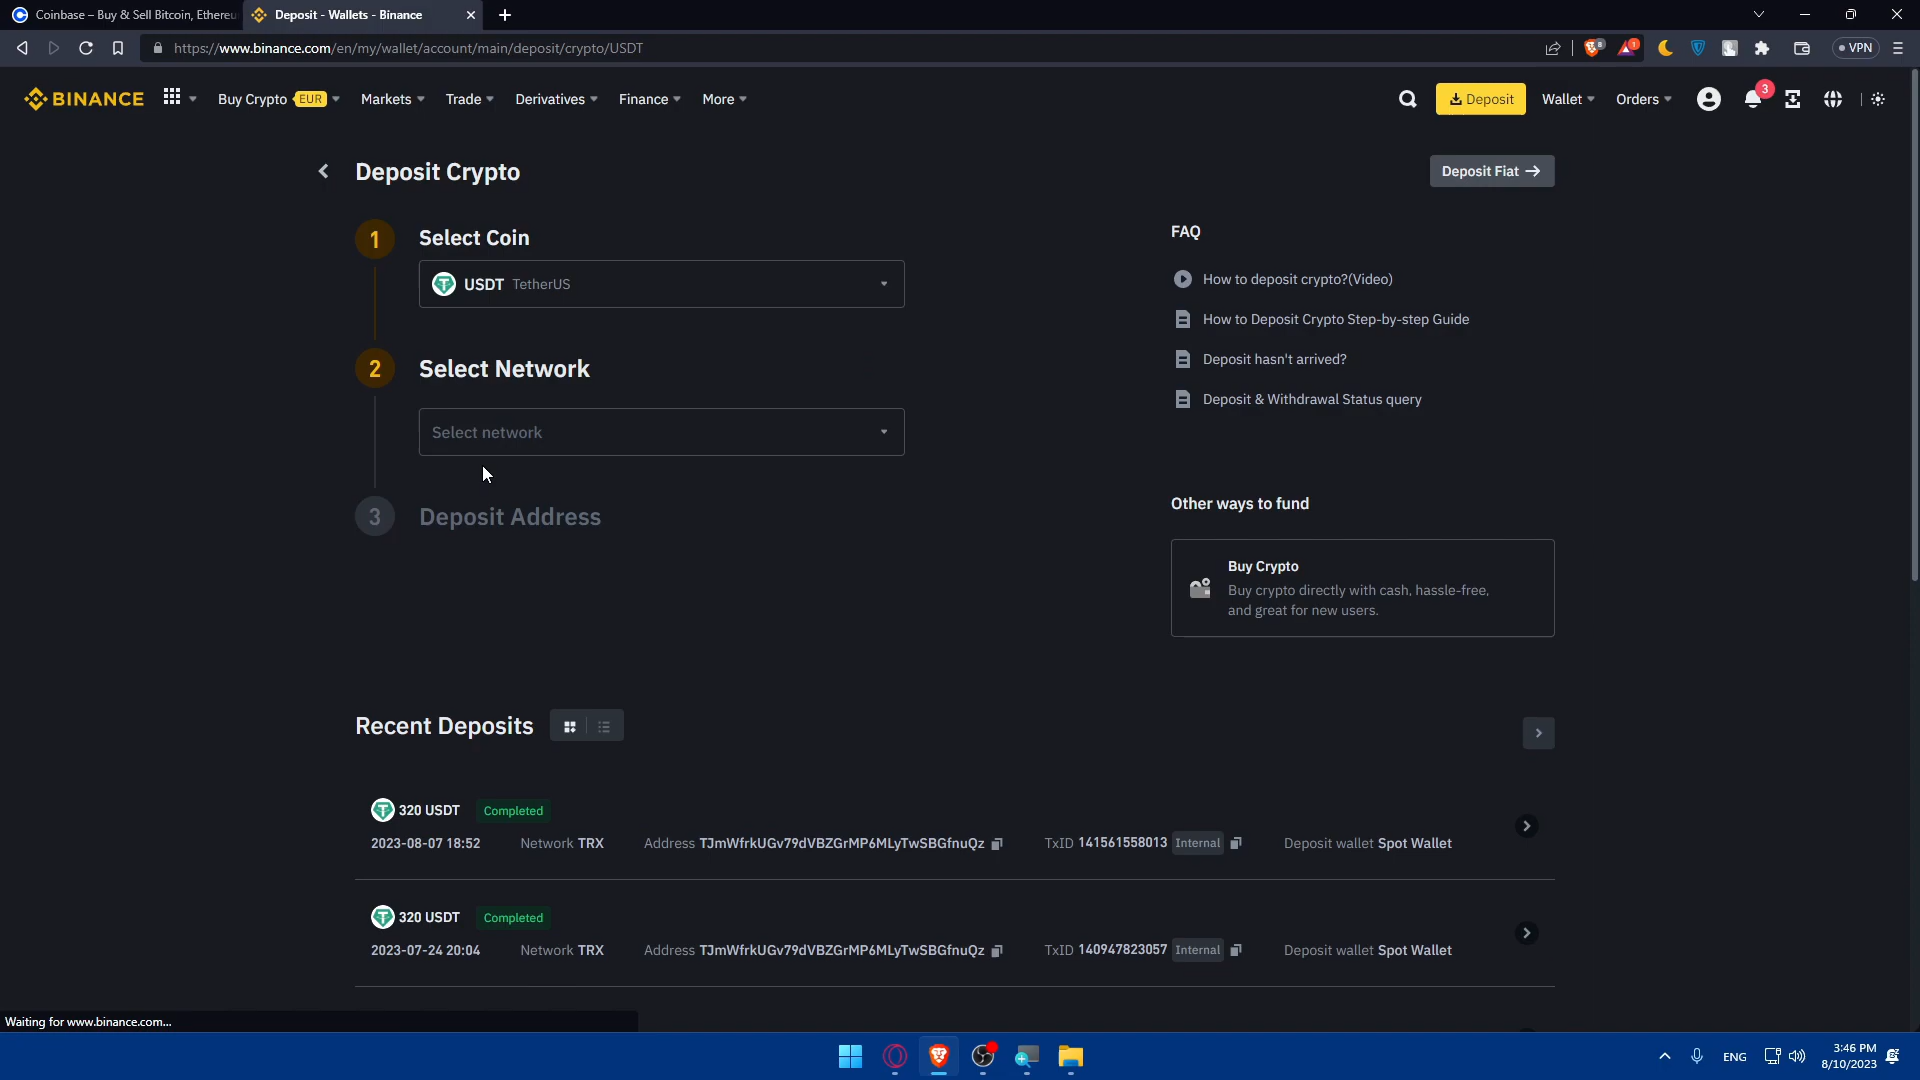 Coinbase – Buy & Sell Bitcoin, Ethereu
Deposit - Wallets - Binance
https://www.binance.com/en/my/wallet/account/main/deposit/crypto/USDT
8
1
VPN
BINANCE
Buy Crypto EUR
Markets
Trade
Derivatives
Finance
More
Deposit
Wallet
Orders
3
Deposit Crypto
Deposit Fiat
1
Select Coin
USDT TetherUS
2
Select Network
Select network
3
Deposit Address
FAQ
How to deposit crypto?(Video)
How to Deposit Crypto Step-by-step Guide
Deposit hasn't arrived?
Deposit & Withdrawal Status query
Other ways to fund
Buy Crypto
Buy crypto directly with cash, hassle-free,
and great for new users.
Recent Deposits
320 USDT Completed
2023-08-07 18:52 Network TRX Address TJmWfrkUGv79dVBZGrMP6MLyTwSBGfnuQz TxID 141561558013 Internal Deposit wallet Spot Wallet
320 USDT Completed
2023-07-24 20:04 Network TRX Address TJmWfrkUGv79dVBZGrMP6MLyTwSBGfnuQz TxID 140947823057 Internal Deposit wallet Spot Wallet
Waiting for www.binance.com...
ENG
3:46 PM
8/10/2023